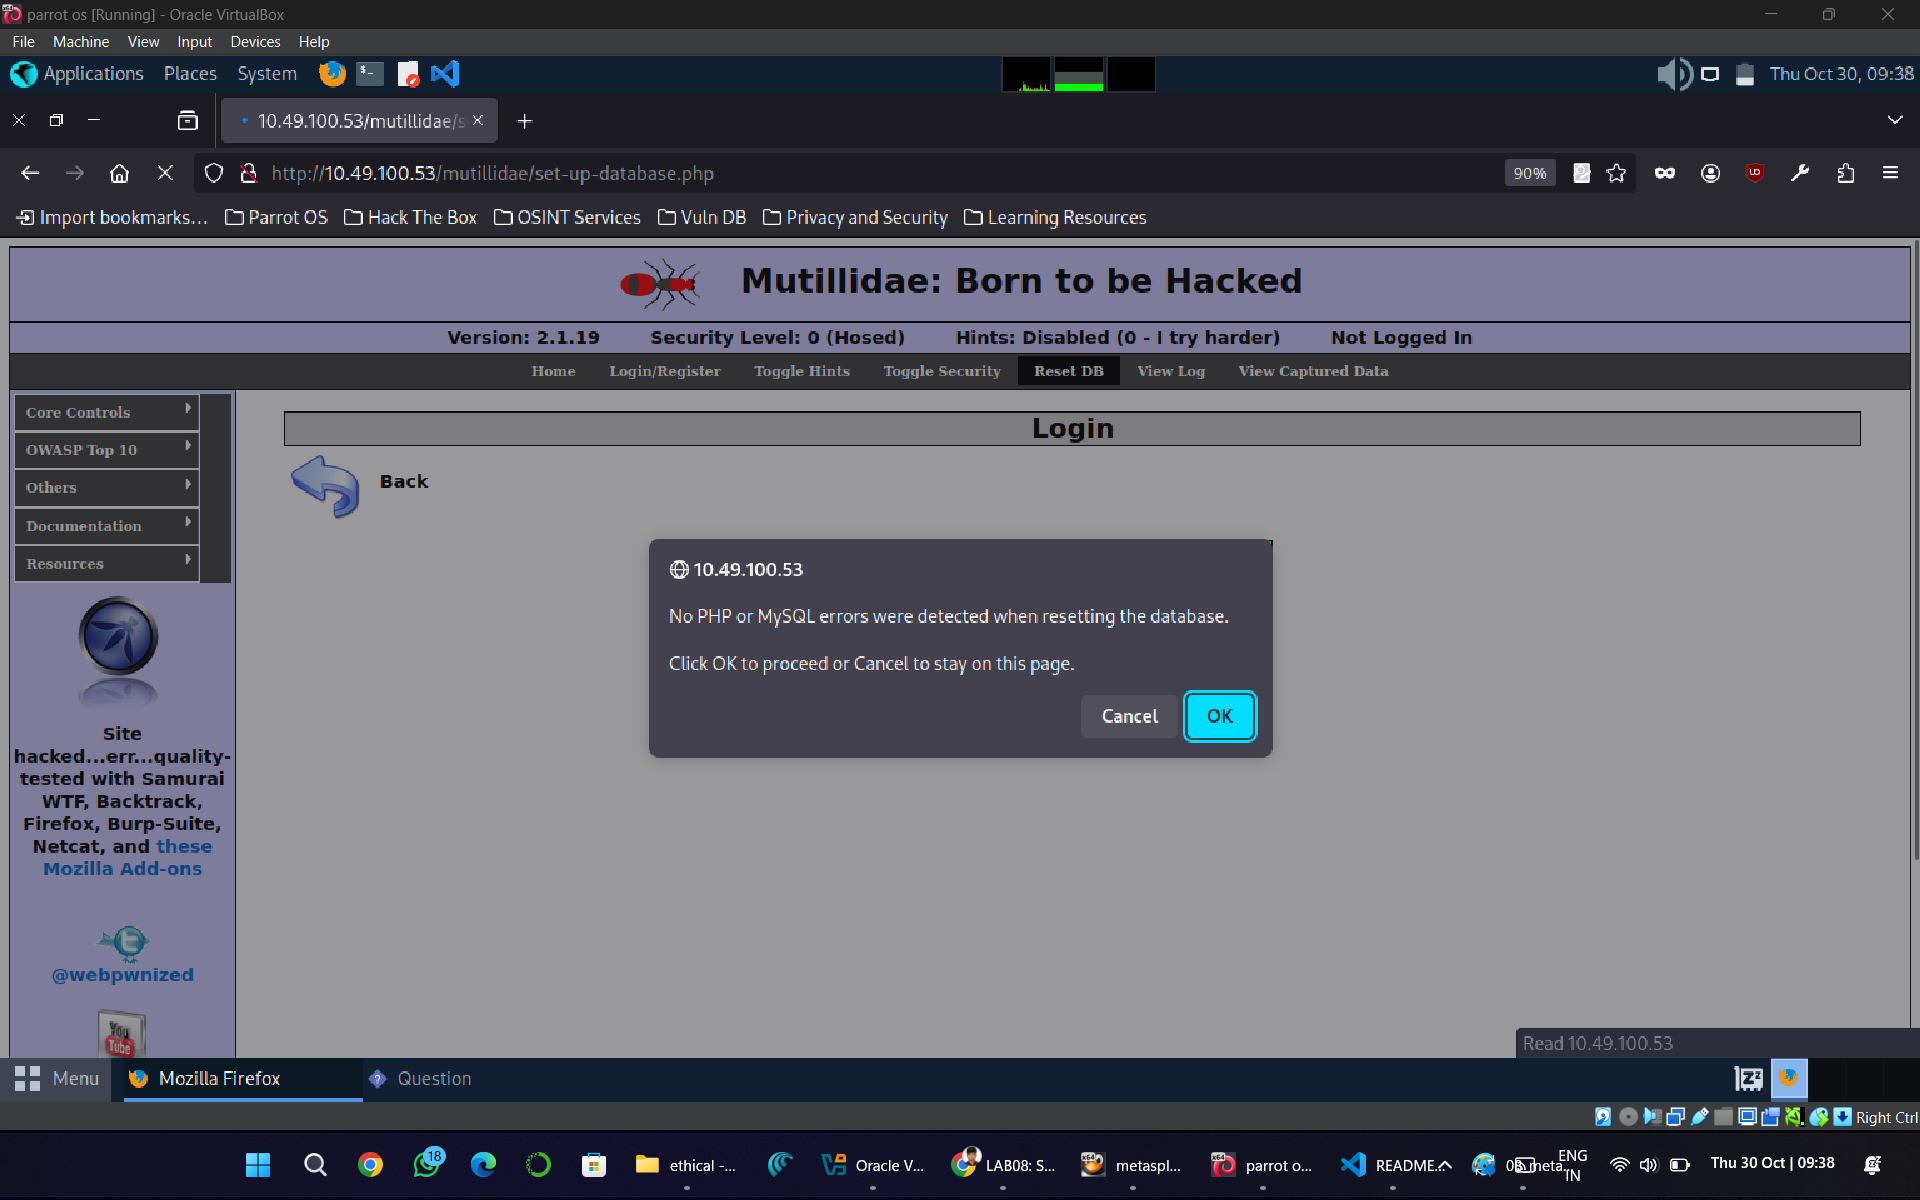 parrot os [Running] - Oracle VirtualBox
File Machine View Input Devices Help
Applications Places System
Thu Oct 30, 09:38
10.49.100.53/mutillidae/s
http://10.49.100.53/mutillidae/set-up-database.php
90%
Import bookmarks... Parrot OS Hack The Box OSINT Services Vuln DB Privacy and Security Learning Resources
Mutillidae: Born to be Hacked
Version: 2.1.19 Security Level: 0 (Hosed) Hints: Disabled (0 - I try harder) Not Logged In
Home Login/Register Toggle Hints Toggle Security Reset DB View Log View Captured Data
Core Controls
OWASP Top 10
Others
Documentation
Resources
Login
Back
10.49.100.53
No PHP or MySQL errors were detected when resetting the database.
Click OK to proceed or Cancel to stay on this page.
Cancel OK
Site
hacked...err...quality-
tested with Samurai
WTF, Backtrack,
Firefox, Burp-Suite,
Netcat, and these
Mozilla Add-ons
@webpwnized
You
Tube
Read 10.49.100.53
Menu Mozilla Firefox Question
Right Ctrl
18
ethical -...
Oracle V...
LAB08: S...
metaspl...
parrot o...
README.
ENG
IN
Thu 30 Oct | 09:38